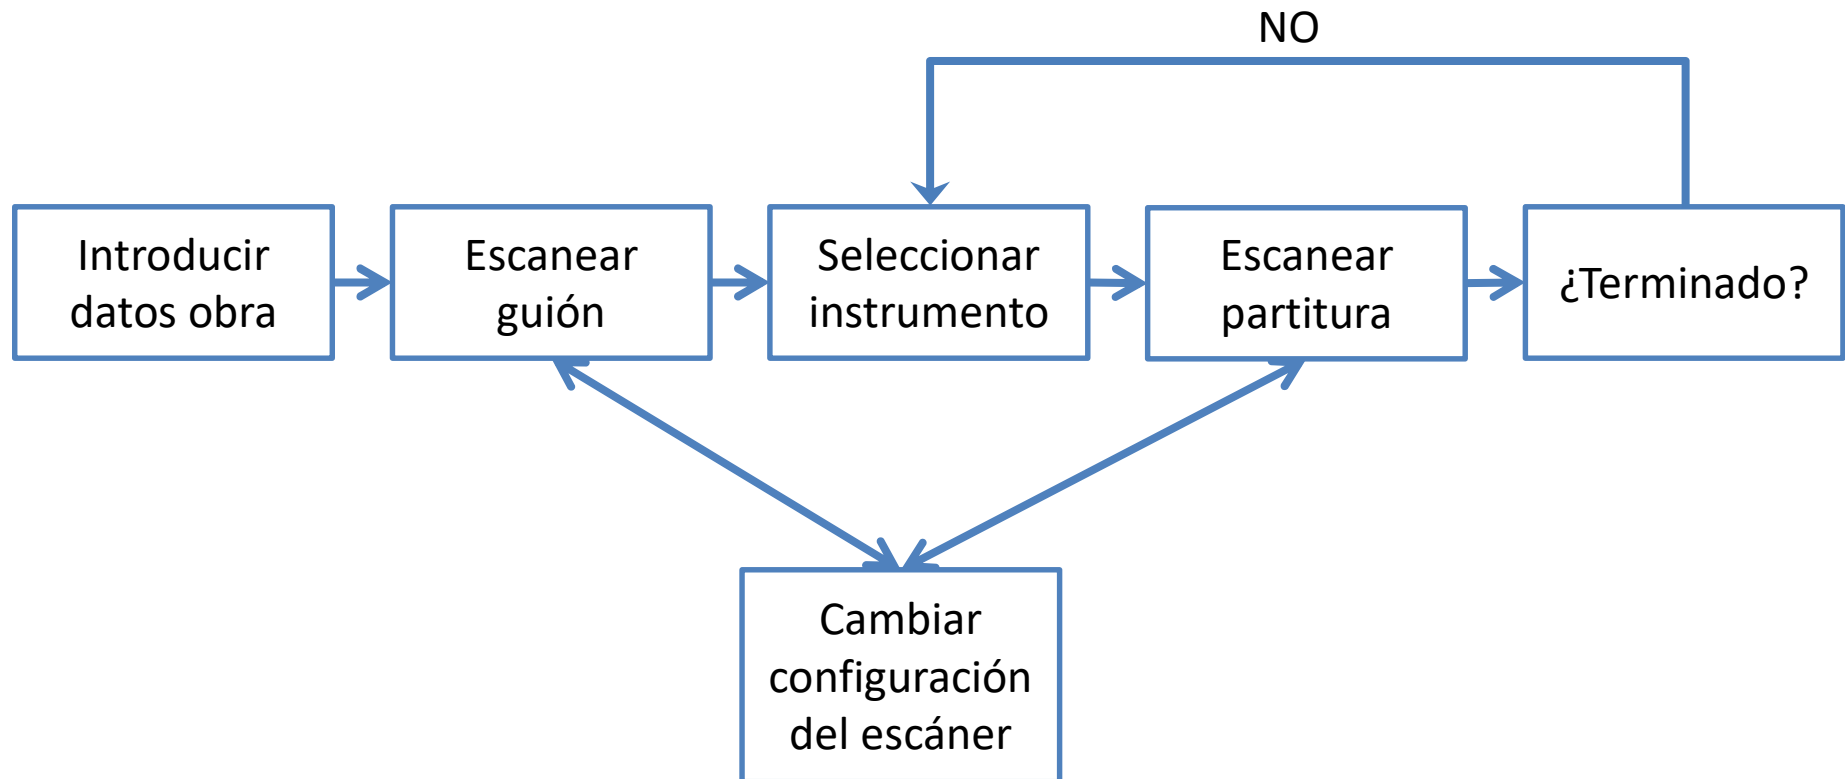 NO
Introducir
datos obra
Escanear
guión
Seleccionar
instrumento
Escanear
partitura
¿Terminado?
Cambiar
configuración
del escáner